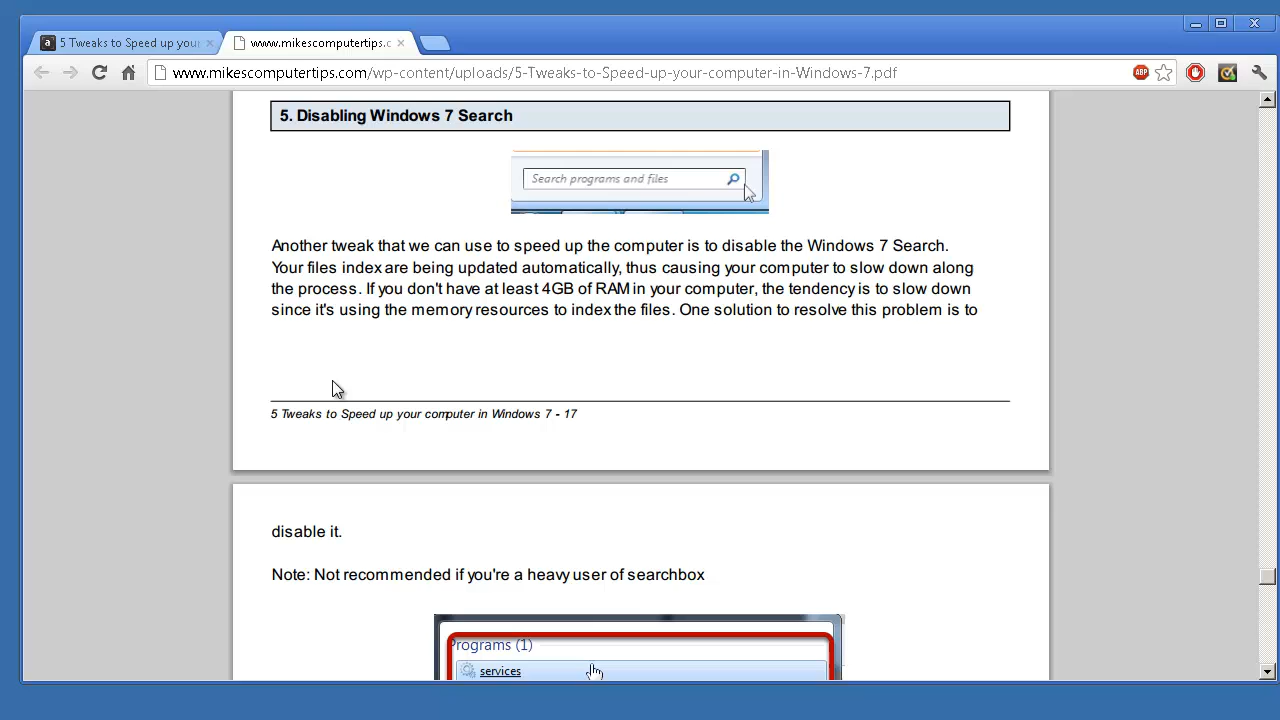 5 Tweaks to Speed up your
www.mikescomputertips.c
www.mikescomputertips.com/wp-content/uploads/5-Tweaks-to-Speed-up-your-computer-in-Windows-7.pdf
ABP
5. Disabling Windows 7 Search
Search programs and files
Another tweak that we can use to speed up the computer is to disable the Windows 7 Search.
Your files index are being updated automatically, thus causing your computer to slow down along
the process. If you don't have at least 4GB of RAM in your computer, the tendency is to slow down
since it's using the memory resources to index the files. One solution to resolve this problem is to
5 Tweaks to Speed up your computer in Windows 7 - 17
disable it.
Note: Not recommended if you're a heavy user of searchbox
Programs (1)
services